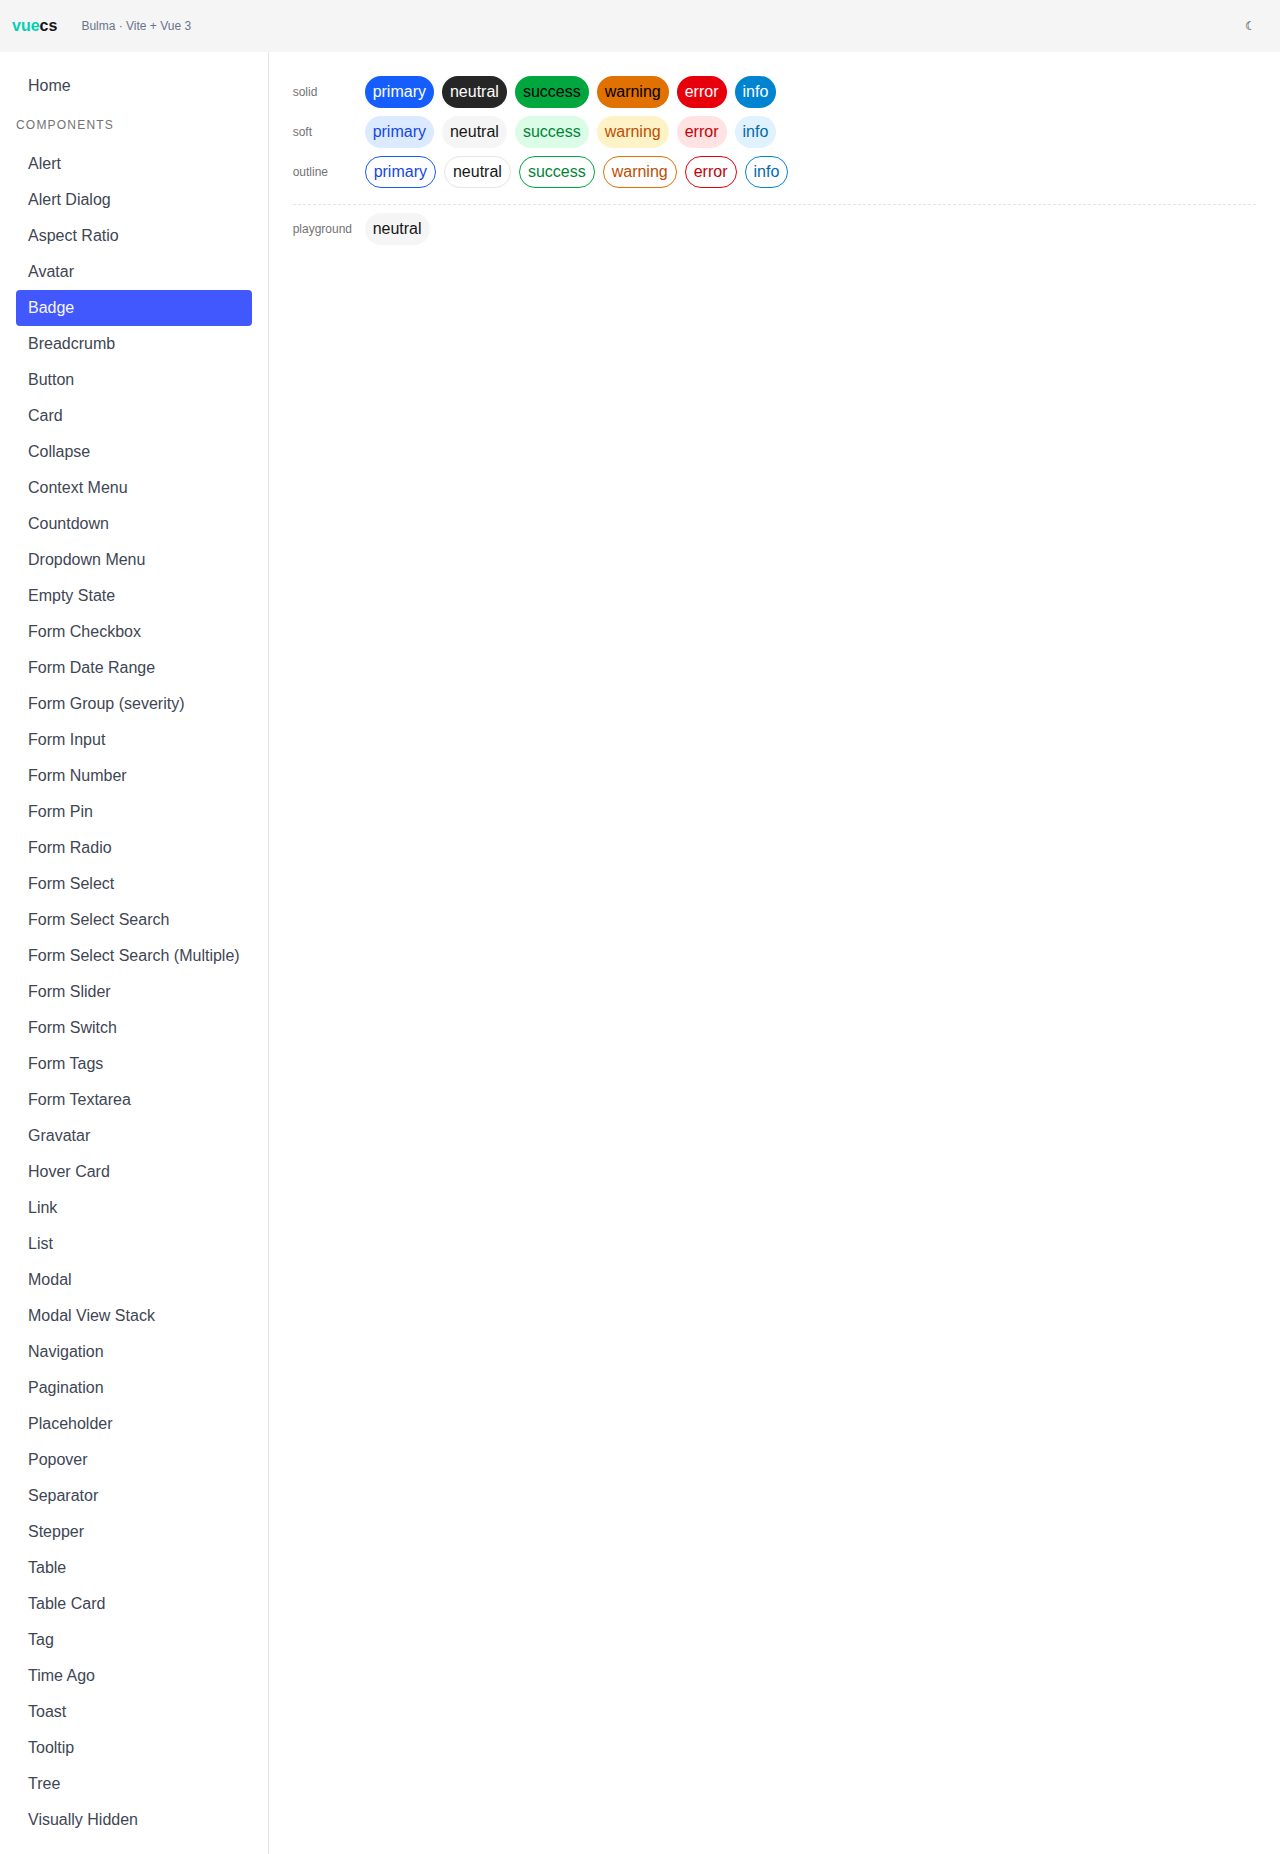 vuecs Bulma · Vite + Vue 3
Home
COMPONENTS
Alert
Alert Dialog
Aspect Ratio
Avatar
Badge
Breadcrumb
Button
Card
Collapse
Context Menu
Countdown
Dropdown Menu
Empty State
Form Checkbox
Form Date Range
Form Group (severity)
Form Input
Form Number
Form Pin
Form Radio
Form Select
Form Select Search
Form Select Search (Multiple)
Form Slider
Form Switch
Form Tags
Form Textarea
Gravatar
Hover Card
Link
List
Modal
Modal View Stack
Navigation
Pagination
Placeholder
Popover
Separator
Stepper
Table
Table Card
Tag
Time Ago
Toast
Tooltip
Tree
Visually Hidden
solid primary neutral success warning error info
soft primary neutral success warning error info
outline primary neutral success warning error info
playground neutral